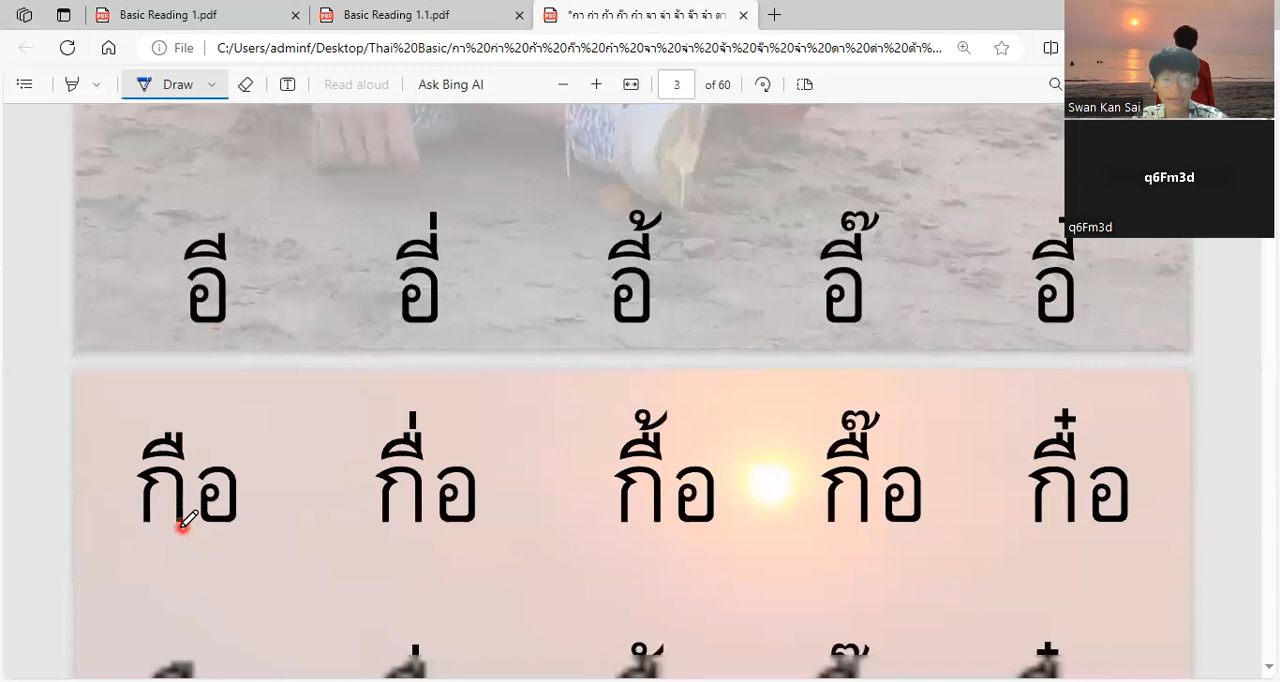 Basic Reading 1.pdf
Basic Reading 1.1.pdf
*กา ก่า ก้า ก๊า ก๋า จา จ่า จ้า จ๊า จ๋า ดา
File
C:/Users/adminf/Desktop/Thai%20Basic/กา%20ก่า%20ก้า%20ก๊า%20ก๋า%20จา%20จ่า%20จ้า%20จ๊า%20จ๋า%20ดา%20ด่า%20ด้า%...
Draw
Read aloud
Ask Bing AI
3 of 60
Swan Kan Sai
q6Fm3d
q6Fm3d
อี อี่ อี้ อี๊
กือ กื่อ กื้อ กื๊อ กื๋อ